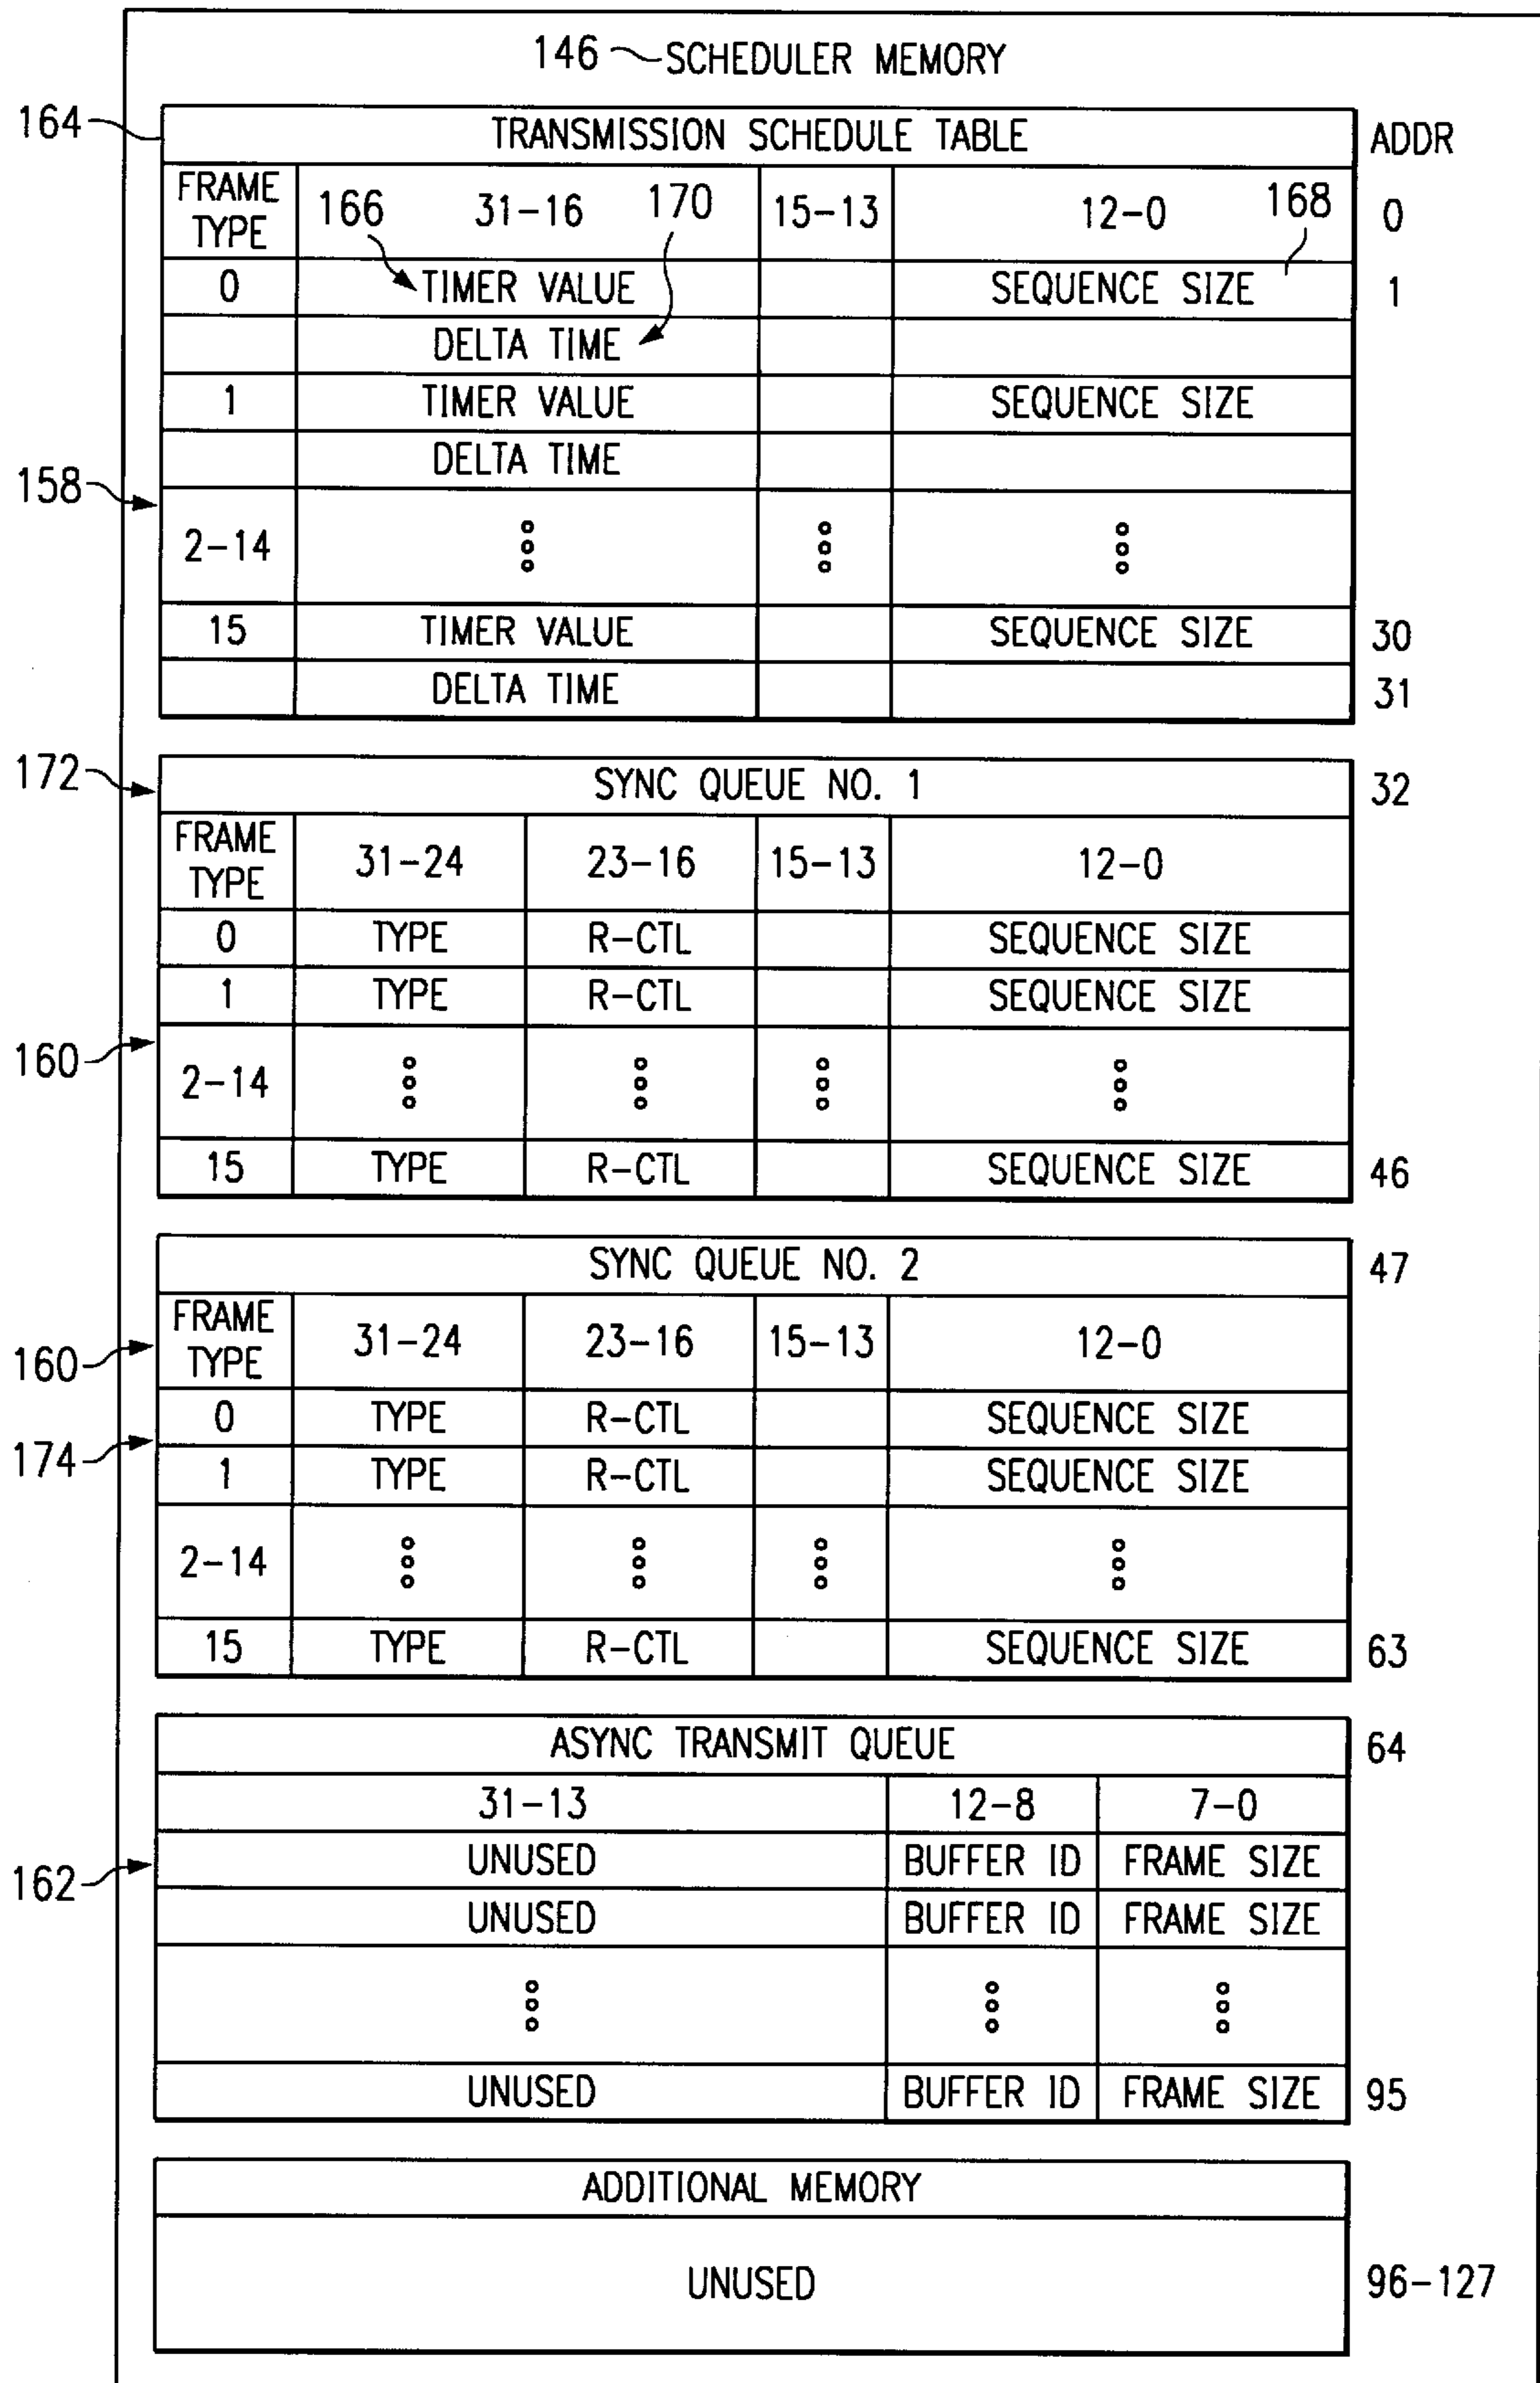 146 SCHEDULER MEMORY
164 TRANSMISSION SCHEDULE TABLE ADDR
FRAME TYPE 166 31-16 170 15-13 12-0 168 0
0 TIMER VALUE SEQUENCE SIZE 1
DELTA TIME
1 TIMER VALUE SEQUENCE SIZE
DELTA TIME
158
2-14
15 TIMER VALUE SEQUENCE SIZE 30
DELTA TIME 31
172 SYNC QUEUE NO. 1 32
FRAME TYPE 31-24 23-16 15-13 12-0
0 TYPE R-CTL SEQUENCE SIZE
1 TYPE R-CTL SEQUENCE SIZE
160
2-14
15 TYPE R-CTL SEQUENCE SIZE 46
SYNC QUEUE NO. 2 47
160 FRAME TYPE 31-24 23-16 15-13 12-0
0 TYPE R-CTL SEQUENCE SIZE
174
1 TYPE R-CTL SEQUENCE SIZE
2-14
15 TYPE R-CTL SEQUENCE SIZE 63
ASYNC TRANSMIT QUEUE 64
31-13 12-8 7-0
162 UNUSED BUFFER ID FRAME SIZE
UNUSED BUFFER ID FRAME SIZE
UNUSED BUFFER ID FRAME SIZE 95
ADDITIONAL MEMORY
UNUSED 96-127